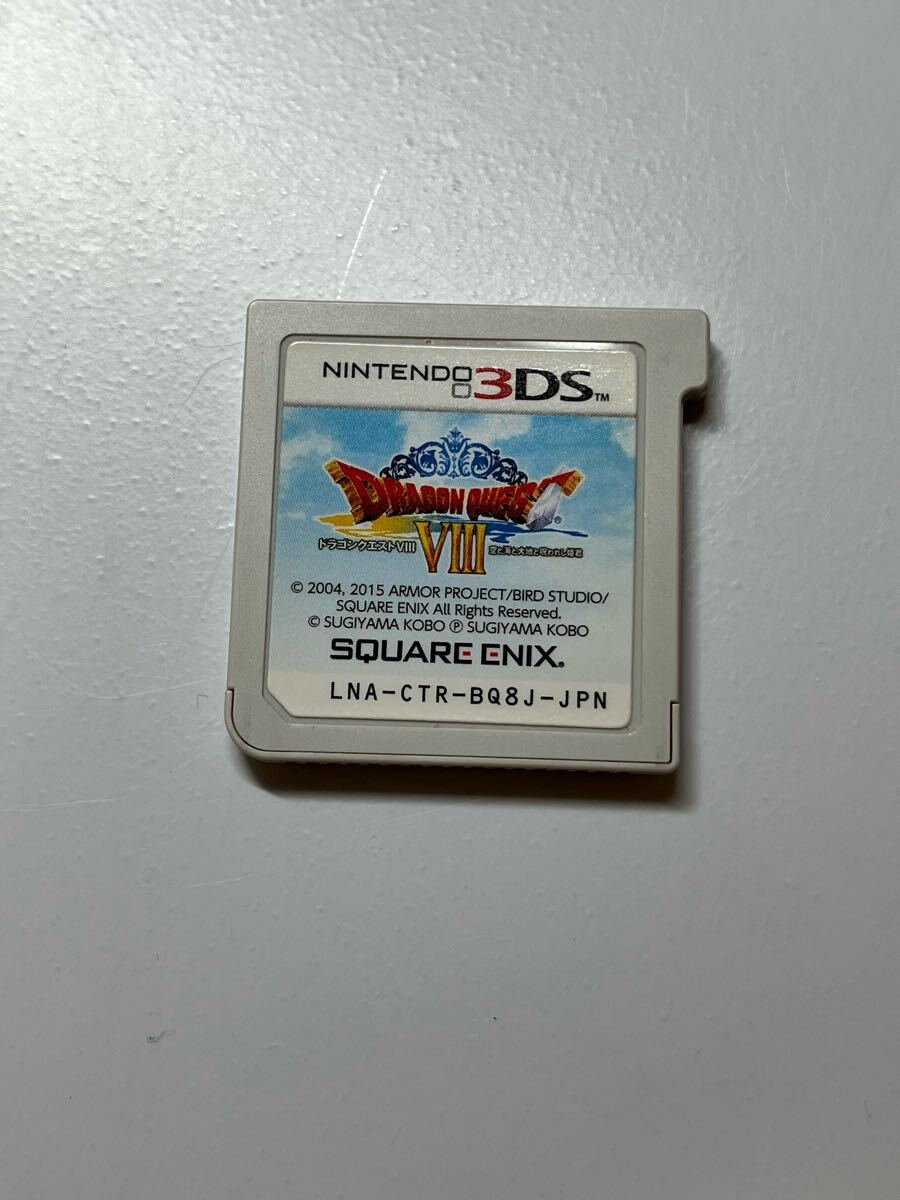 NINTENDO 3DS™
DRAGON QUEST®
VIII
ドラゴンクエストVIII 空と海と大地と呪われし姫君
© 2004, 2015 ARMOR PROJECT/BIRD STUDIO/
SQUARE ENIX All Rights Reserved.
© SUGIYAMA KOBO ℗ SUGIYAMA KOBO
SQUARE ENIX®
LNA-CTR-BQ8J-JPN